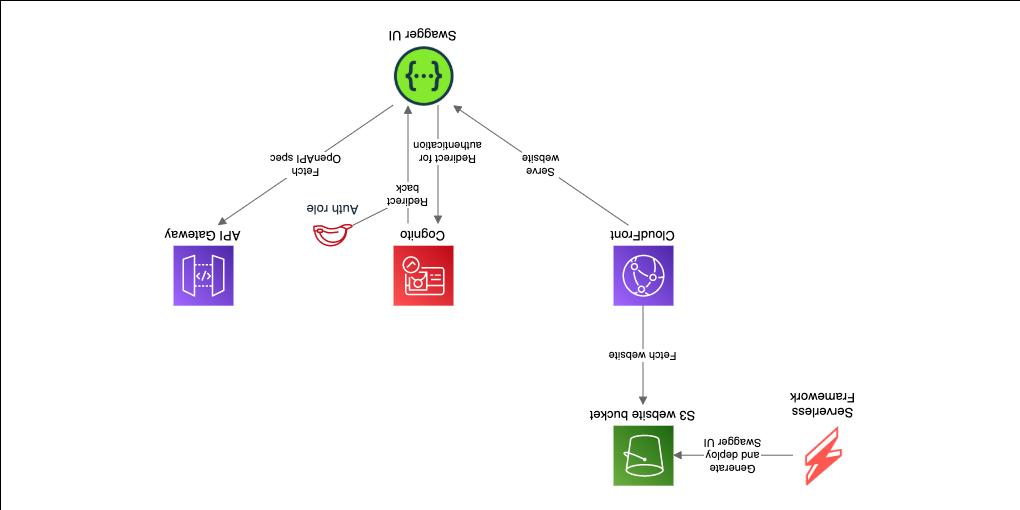 Generate
and deploy
Swagger UI
Serverless
Framework
S3 website bucket
Fetch website
CloudFront
Cognito
API Gateway
Auth role
Redirect
back
Serve
website
Redirect for
authentication
Fetch
OpenAPI spec
Swagger UI